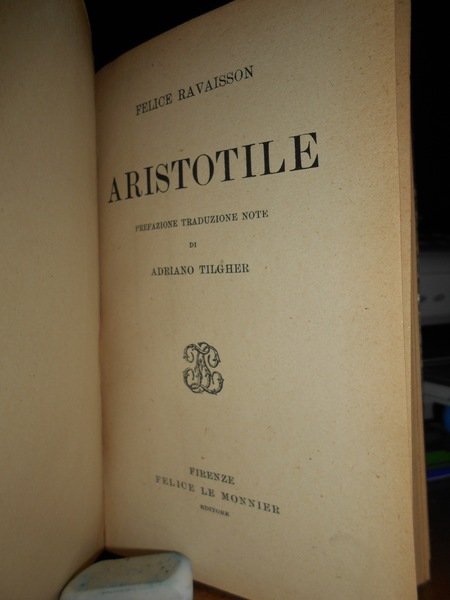 FELICE RAVAISSON
ARISTOTILE
PREFAZIONE TRADUZIONE NOTE
DI
ADRIANO TILGHER
FIRENZE
FELICE LE MONNIER
EDITORE